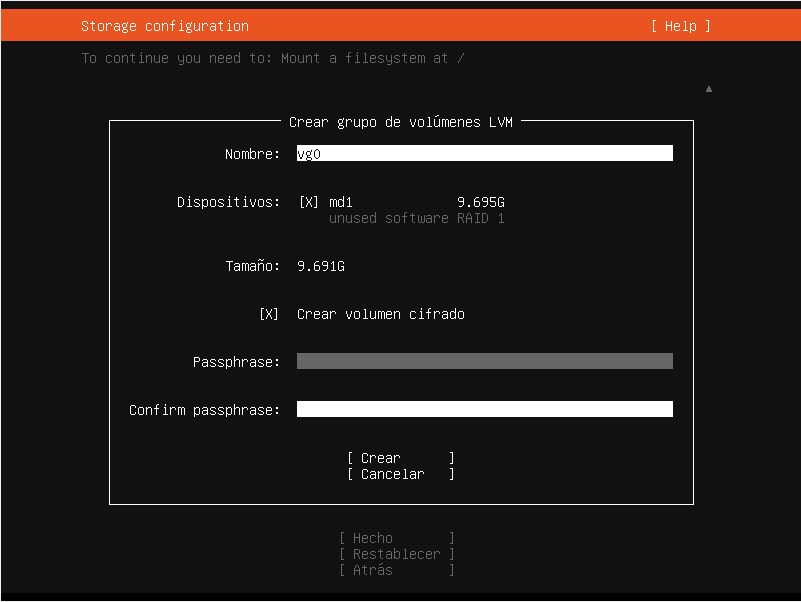 Storage configuration [ Help ]
To continue you need to: Mount a filesystem at /
▲
Crear grupo de volúmenes LVM
Nombre: vg0
Dispositivos: [X] md1 9.695G
unused software RAID 1
Tamaño: 9.691G
[X] Crear volumen cifrado
Passphrase:
Confirm passphrase:
[ Crear ]
[ Cancelar ]
[ Hecho ]
[ Restablecer ]
[ Atrás ]